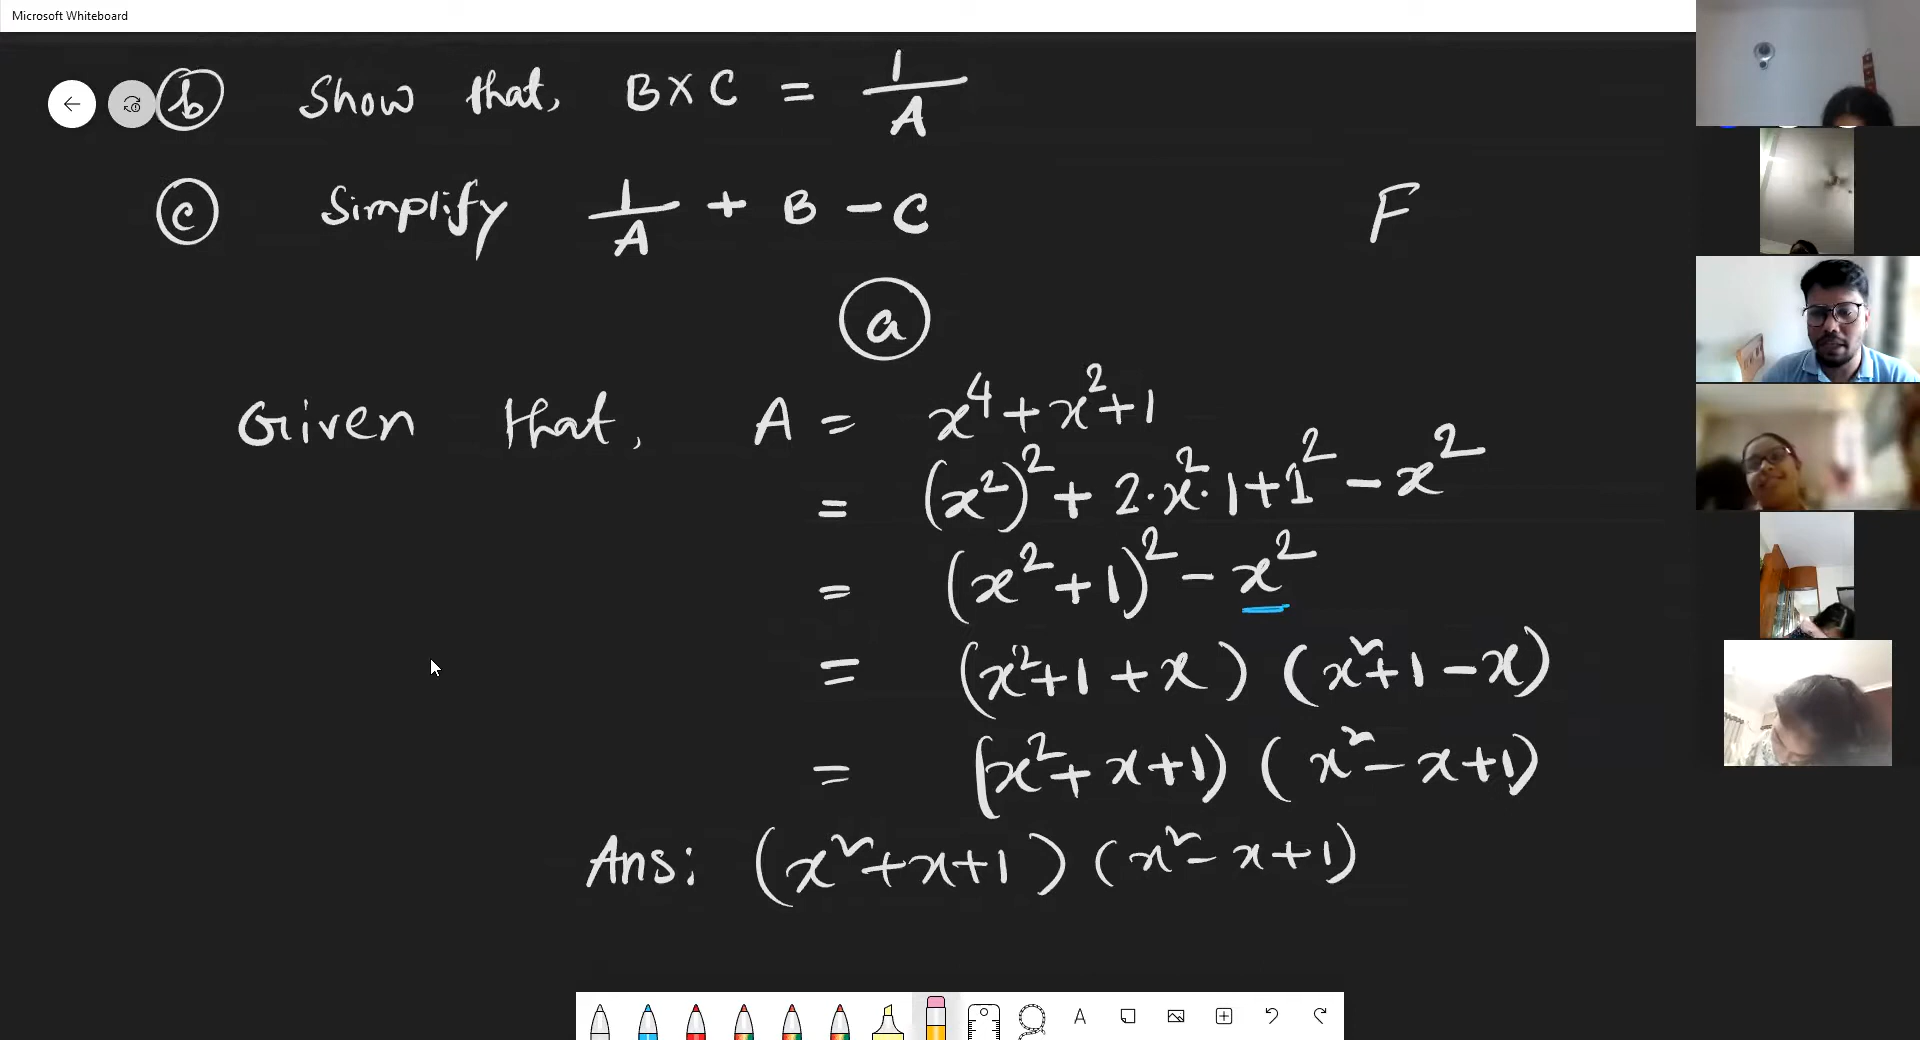 Microsoft Whiteboard
b Show that, B×C = 1/A
c Simplify 1/A + B - C
F
a
Given that, A = x⁴+x²+1
= (x²)² + 2·x²·1+1² - x²
= (x²+1)² - x²
= (x²+1+x) (x²+1-x)
= (x²+x+1) (x²-x+1)
Ans: (x²+x+1) (x²-x+1)
A